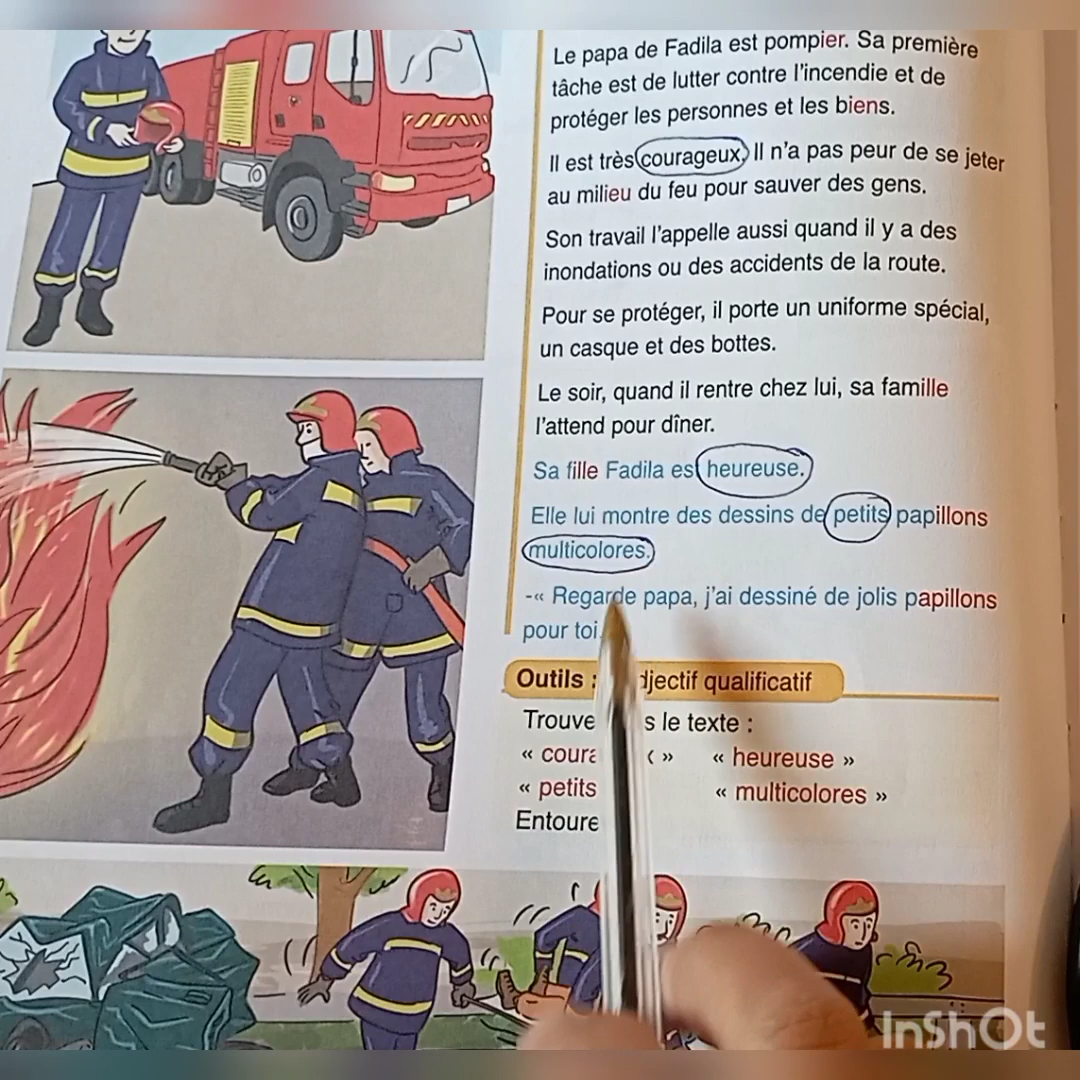 Le papa de Fadila est pompier. Sa première
tâche est de lutter contre l'incendie et de
protéger les personnes et les biens.
Il est très courageux, Il n'a pas peur de se jeter
au milieu du feu pour sauver des gens.
Son travail l'appelle aussi quand il y a des
inondations ou des accidents de la route.
Pour se protéger, il porte un uniforme spécial,
un casque et des bottes.
Le soir, quand il rentre chez lui, sa famille
l'attend pour dîner.
Sa fille Fadila est heureuse.
Elle lui montre des dessins de petits papillons
multicolores.
-« Regarde papa, j'ai dessiné de jolis papillons
pour toi
Outils : djectif qualificatif
Trouve s le texte :
« coura x » « heureuse »
« petits « multicolores »
Entoure
InShOt